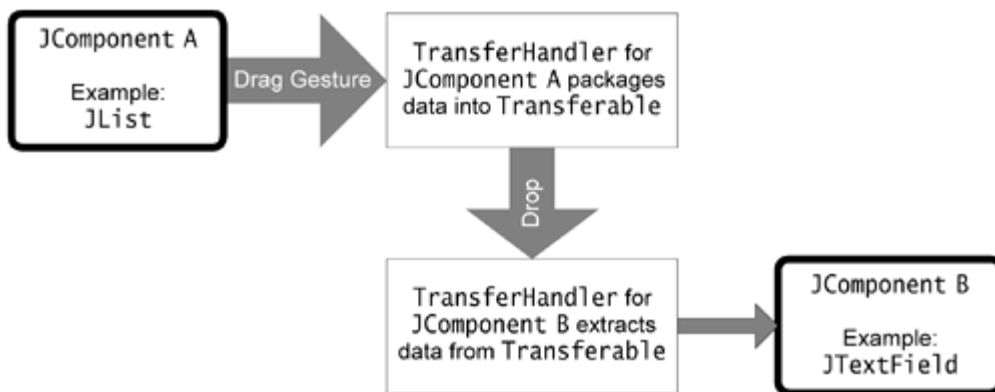 JComponent A
Example:
JList
Drag Gesture
TransferHandler for
JComponent A packages
data into Transferable
Drop
TransferHandler for
JComponent B extracts
data from Transferable
JComponent B
Example:
JTextField